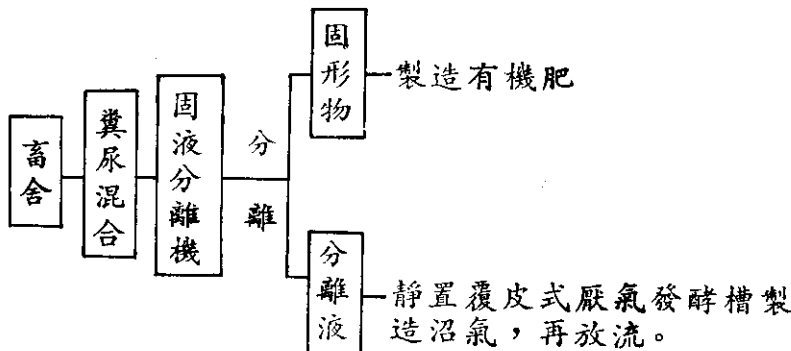 畜舍
糞尿混合
固液分離機
分離
固形物
製造有機肥
分離液
靜置覆皮式厭氣發酵槽製
造沼氣，再放流。